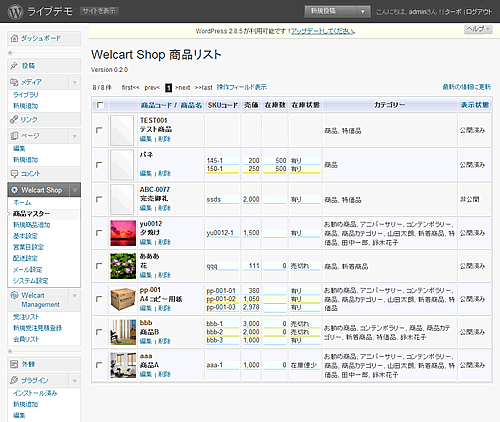 ライブデモ サイトを表示 新規投稿 こんにちは、adminさん! | ターボ | ログアウト
WordPress 2.8.5 が利用可能です ! アップデートしてください。 ヘルプ
ダッシュボード
投稿
メディア
ライブラリ
新規追加
リンク
ページ
編集
新規追加
コメント
Welcart Shop
ホーム
商品マスター
新規商品追加
基本設定
営業日設定
配送設定
メール設定
システム設定
Welcart Management
受注リスト
新規受注見積登録
会員リスト
外観
プラグイン
インストール済み
新規追加
編集
Welcart Shop 商品リスト
Version 0.2.0
8 / 8 件 first<< prev< 1 >next >>last 操作フィールド表示 最新の情報に更新
商品コード / 商品名 SKUコード 売価 在庫数 在庫状態 カテゴリー 表示状態
TEST001
テスト商品 商品, 特価品 公開済み
編集 | 削除
バネ
145-1 200 500 有り
150-1 250 500 有り
商品 公開済み
編集 | 削除
ABC-0077
完売御礼 ssds 2,000 有り 商品, 特価品 非公開
編集 | 削除
yu0012
夕焼け yu0012-1 1,500 有り
お勧め商品, アニバーサリー, コンテンポラリー, 商品, 商品カテゴリー, 山田太朗, 新着商品, 特価品, 田中一郎, 鈴木花子
公開済み
編集 | 削除
あああ
花 qqq 111 0 売切れ 商品, 新着商品 公開済み
編集 | 削除
pp-001
A4コピー用紙
pp-001-01 380 有り
pp-001-02 1,050 有り
pp-001-03 2,978 有り
お勧め商品, アニバーサリー, コンテンポラリー, 商品, 商品カテゴリー, 山田太朗, 新着商品, 特価品, 鈴木花子
公開済み
編集 | 削除
bbb
商品B
bbb-1 3,000 0 売切れ
bbb-2 2,000 0 売切れ
bbb-3 1,000 有り
お勧め商品, コンテンポラリー, 商品, 商品カテゴリー, 新着商品, 特価品, 鈴木花子
公開済み
編集 | 削除
aaa
商品A aaa-1 1,000 0 在庫僅少
お勧め商品, アニバーサリー, コンテンポラリー, 商品, 商品カテゴリー, 山田太朗, 新着商品, 特価品, 田中一郎, 鈴木花子
公開済み
編集 | 削除